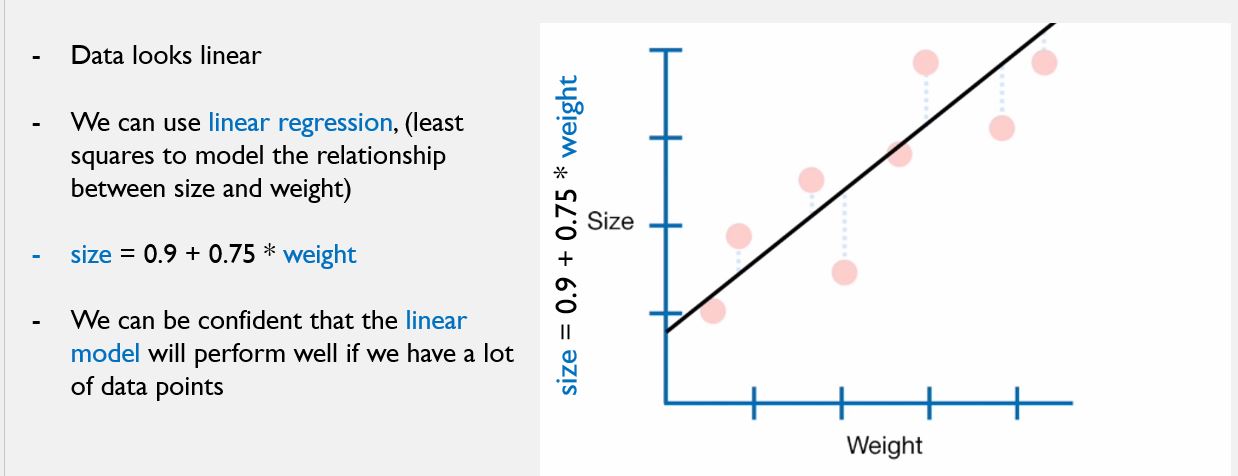 - Data looks linear
- We can use linear regression, (least
squares to model the relationship
between size and weight)
- size = 0.9 + 0.75 * weight
- We can be confident that the linear
model will perform well if we have a lot
of data points
size = 0.9 + 0.75 * weight
Size
Weight